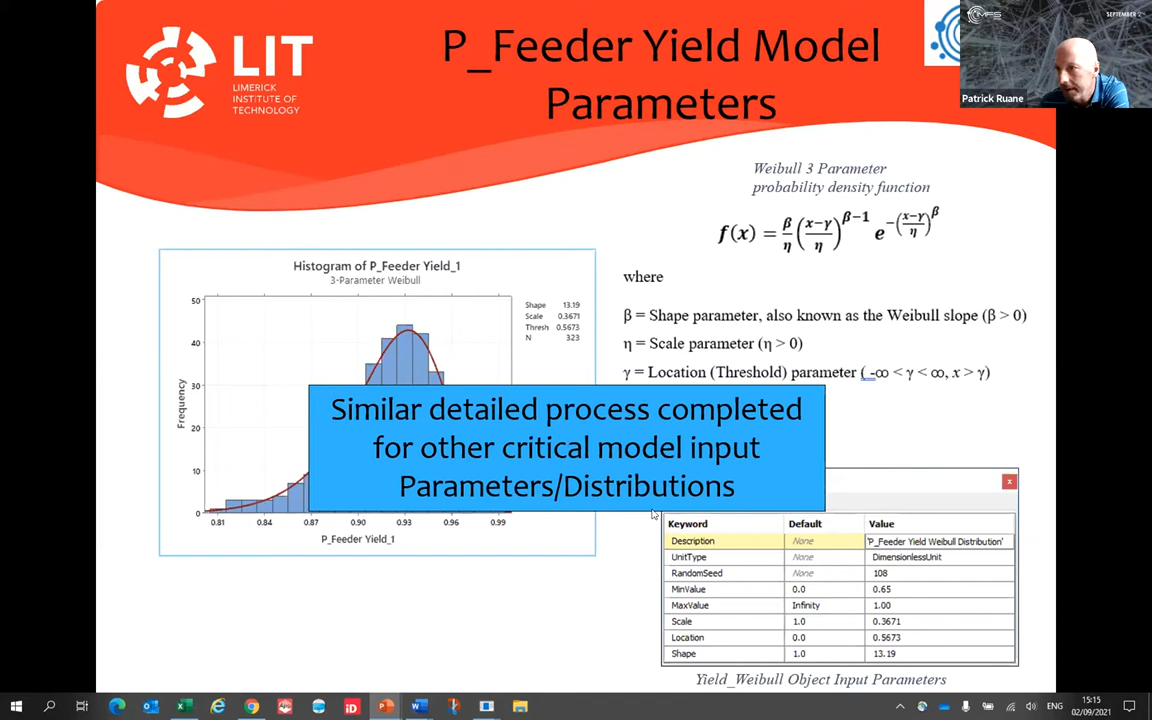 LIT
LIMERICK
INSTITUTE OF
TECHNOLOGY
P_Feeder Yield Model
Parameters
MFS
SEPTEMBER 2
Patrick Ruane
Weibull 3 Parameter
probability density function
f(x) = β/η ((x−γ)/η)^(β−1) e^(−((x−γ)/η)^β)
where
β = Shape parameter, also known as the Weibull slope (β > 0)
η = Scale parameter (η > 0)
γ = Location (Threshold) parameter ( -∞ < γ < ∞, x > γ)
Histogram of P_Feeder Yield_1
3-Parameter Weibull
Shape 13.19
Scale 0.3671
Thresh 0.5673
N 323
Frequency
50
40
30
20
10
0
0.81 0.84 0.87 0.90 0.93 0.96 0.99
P_Feeder Yield_1
Similar detailed process completed
for other critical model input
Parameters/Distributions
Keyword Default Value
Description None 'P_Feeder Yield Weibull Distribution'
UnitType None DimensionlessUnit
RandomSeed None 108
MinValue 0.0 0.65
MaxValue Infinity 1.00
Scale 1.0 0.3671
Location 0.0 0.5673
Shape 1.0 13.19
Yield_Weibull Object Input Parameters
ENG
15:15
02/09/2021